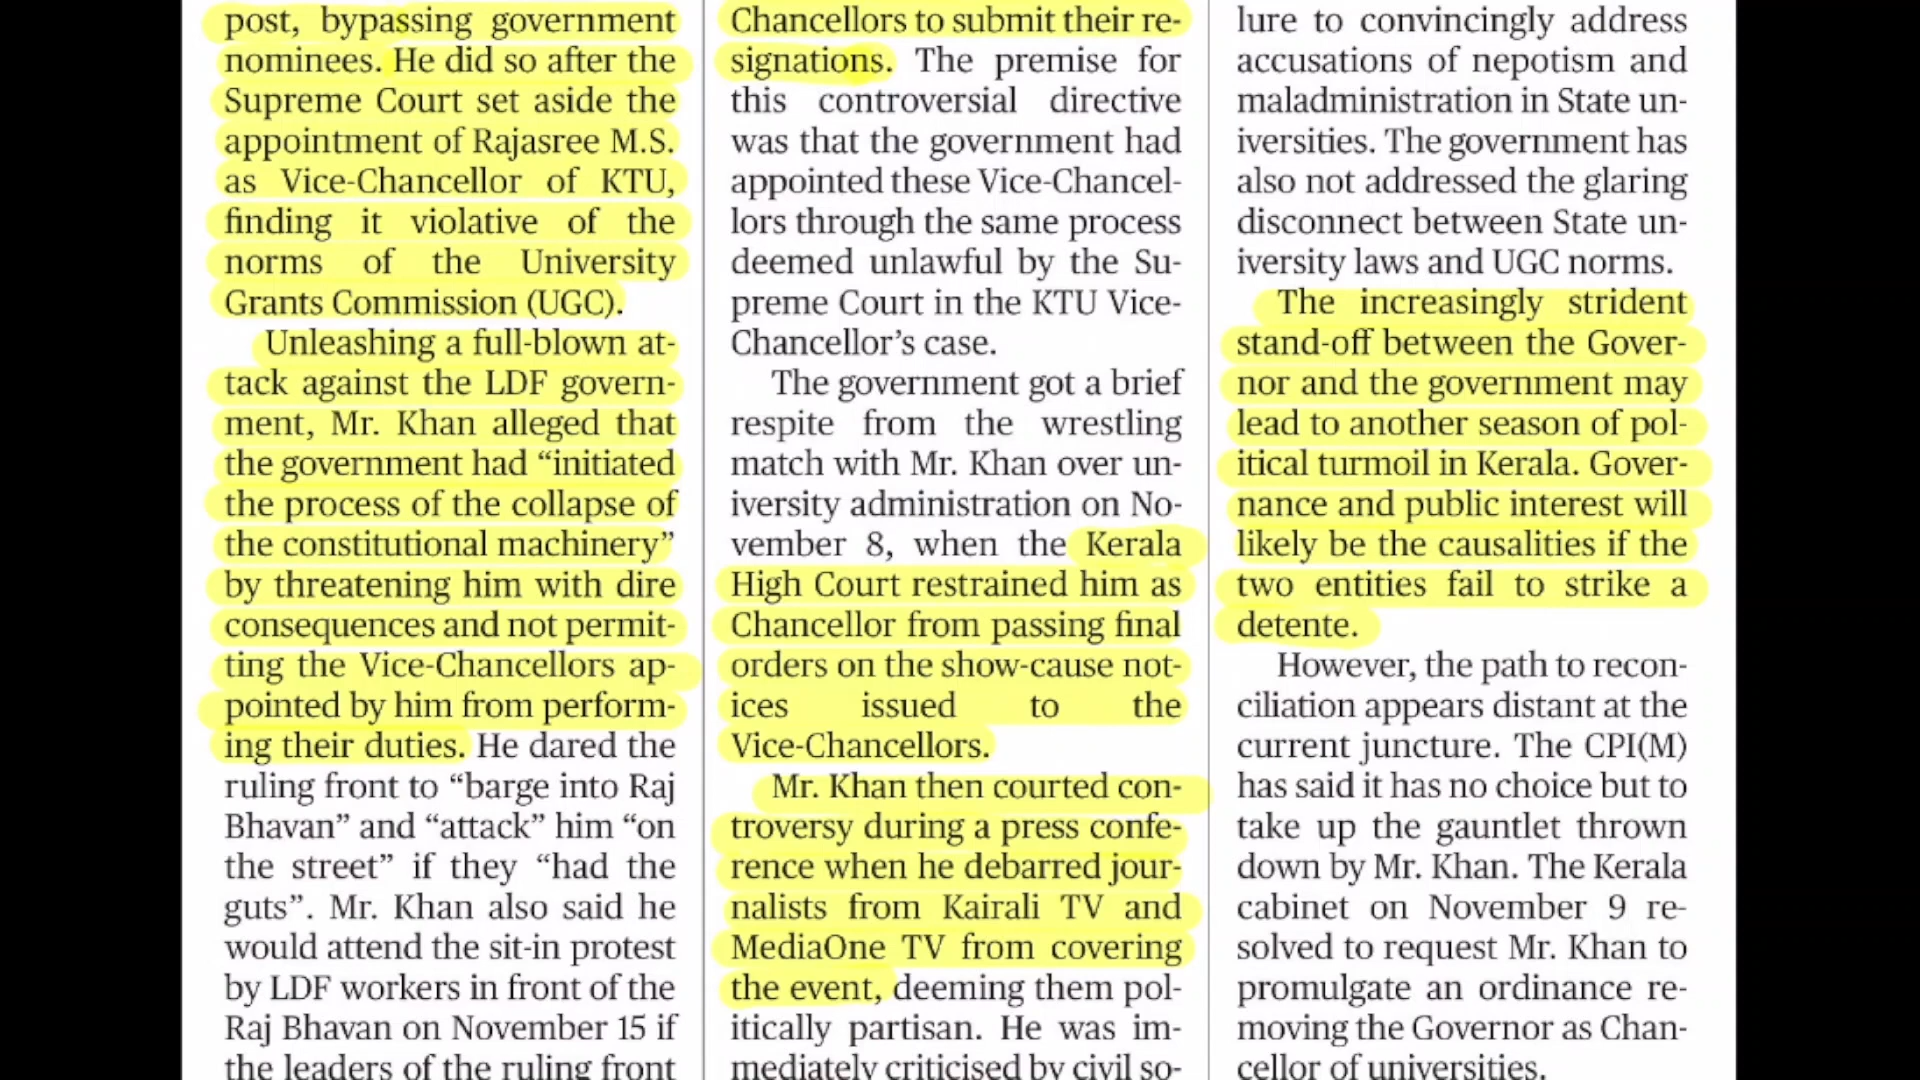 post, bypassing government
nominees. He did so after the
Supreme Court set aside the
appointment of Rajasree M.S.
as Vice-Chancellor of KTU,
finding it violative of the
norms of the University
Grants Commission (UGC).
Unleashing a full-blown at-
tack against the LDF govern-
ment, Mr. Khan alleged that
the government had “initiated
the process of the collapse of
the constitutional machinery”
by threatening him with dire
consequences and not permit-
ting the Vice-Chancellors ap-
pointed by him from perform-
ing their duties. He dared the
ruling front to “barge into Raj
Bhavan” and “attack” him “on
the street” if they “had the
guts”. Mr. Khan also said he
would attend the sit-in protest
by LDF workers in front of the
Raj Bhavan on November 15 if
the leaders of the ruling front
Chancellors to submit their re-
signations. The premise for
this controversial directive
was that the government had
appointed these Vice-Chancel-
lors through the same process
deemed unlawful by the Su-
preme Court in the KTU Vice-
Chancellor’s case.
The government got a brief
respite from the wrestling
match with Mr. Khan over un-
iversity administration on No-
vember 8, when the Kerala
High Court restrained him as
Chancellor from passing final
orders on the show-cause not-
ices issued to the
Vice-Chancellors.
Mr. Khan then courted con-
troversy during a press confe-
rence when he debarred jour-
nalists from Kairali TV and
MediaOne TV from covering
the event, deeming them pol-
itically partisan. He was im-
mediately criticised by civil so-
lure to convincingly address
accusations of nepotism and
maladministration in State un-
iversities. The government has
also not addressed the glaring
disconnect between State un-
iversity laws and UGC norms.
The increasingly strident
stand-off between the Gover-
nor and the government may
lead to another season of pol-
itical turmoil in Kerala. Gover-
nance and public interest will
likely be the causalities if the
two entities fail to strike a
detente.
However, the path to recon-
ciliation appears distant at the
current juncture. The CPI(M)
has said it has no choice but to
take up the gauntlet thrown
down by Mr. Khan. The Kerala
cabinet on November 9 re-
solved to request Mr. Khan to
promulgate an ordinance re-
moving the Governor as Chan-
cellor of universities.